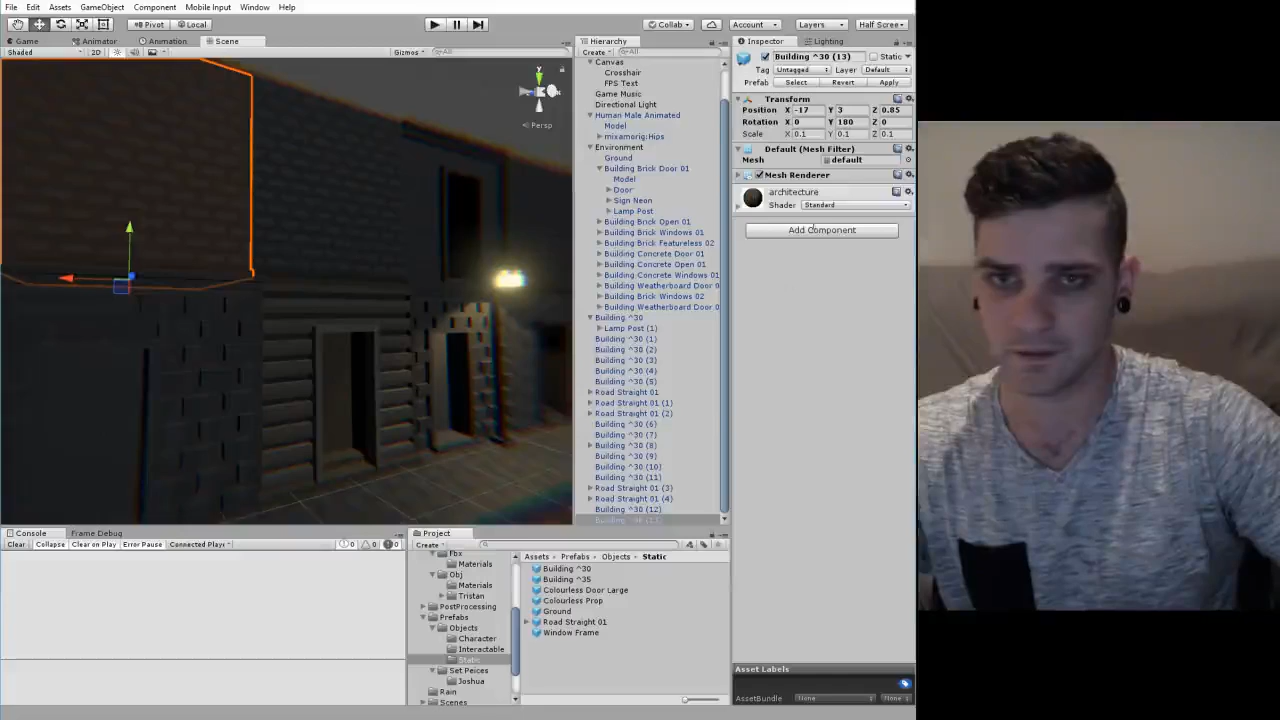 File Edit Assets GameObject Component Mobile Input Window Help
Pivot Local Collab Account Layers Half Scree
Game Animator Animation Scene
Shaded 2D Gizmos All
Persp
Hierarchy
Create All
Canvas
Crosshair
FPS Text
Game Music
Directional Light
Human Male Animated
Model
mixamorig:Hips
Environment
Ground
Building Brick Door 01
Model
Door
Sign Neon
Lamp Post
Building Brick Open 01
Building Brick Windows 01
Building Brick Featureless 02
Building Concrete Door 01
Building Concrete Open 01
Building Concrete Windows 01
Building Weatherboard Door 0
Building Brick Windows 02
Building Weatherboard Door 0
Building ^30
Lamp Post (1)
Building ^30 (1)
Building ^30 (2)
Building ^30 (3)
Building ^30 (4)
Building ^30 (5)
Road Straight 01
Road Straight 01 (1)
Road Straight 01 (2)
Building ^30 (6)
Building ^30 (7)
Building ^30 (8)
Building ^30 (9)
Building ^30 (10)
Building ^30 (11)
Road Straight 01 (3)
Road Straight 01 (4)
Building ^30 (12)
Building ^30 (13)
Inspector Lighting
Building ^30 (13) Static
Tag Untagged Layer Default
Prefab Select Revert Apply
Transform
Position X -17 Y 3 Z 0.85
Rotation X 0 Y 180 Z 0
Scale X 0.1 Y 0.1 Z 0.1
Default (Mesh Filter)
Mesh default
Mesh Renderer
architecture
Shader Standard
Add Component
Console Frame Debug
Clear Collapse Clear on Play Error Pause Connected Playe 0 0 0
Project
Create
Fbx
Materials
Obj
Materials
Tristan
PostProcessing
Prefabs
Objects
Character
Interactable
Static
Set Peices
Joshua
Rain
Scenes
Assets Prefabs Objects Static
Building ^30
Building ^35
Colourless Door Large
Colourless Prop
Ground
Road Straight 01
Window Frame
Asset Labels
AssetBundle None None